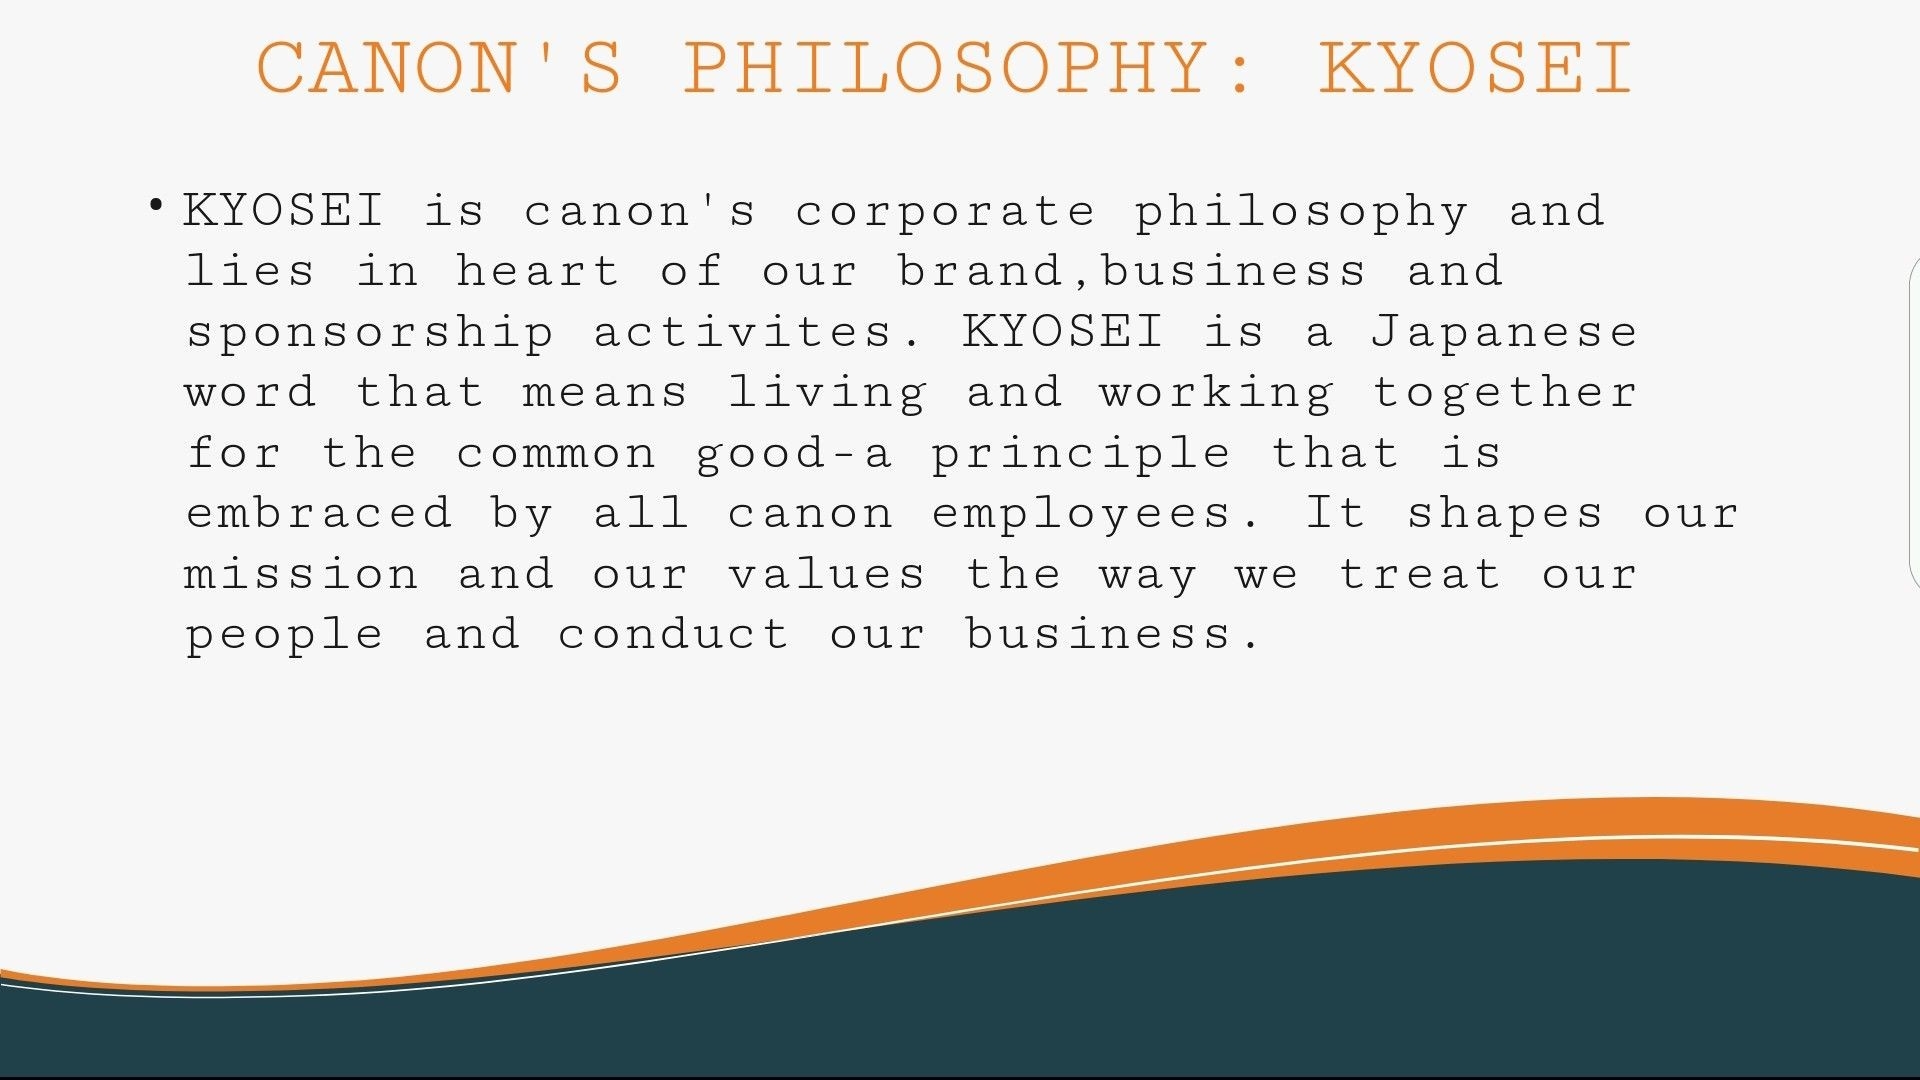 CANON'S PHILOSOPHY: KYOSEI
• KYOSEI is canon's corporate philosophy and
lies in heart of our brand,business and
sponsorship activites. KYOSEI is a Japanese
word that means living and working together
for the common good-a principle that is
embraced by all canon employees. It shapes our
mission and our values the way we treat our
people and conduct our business.